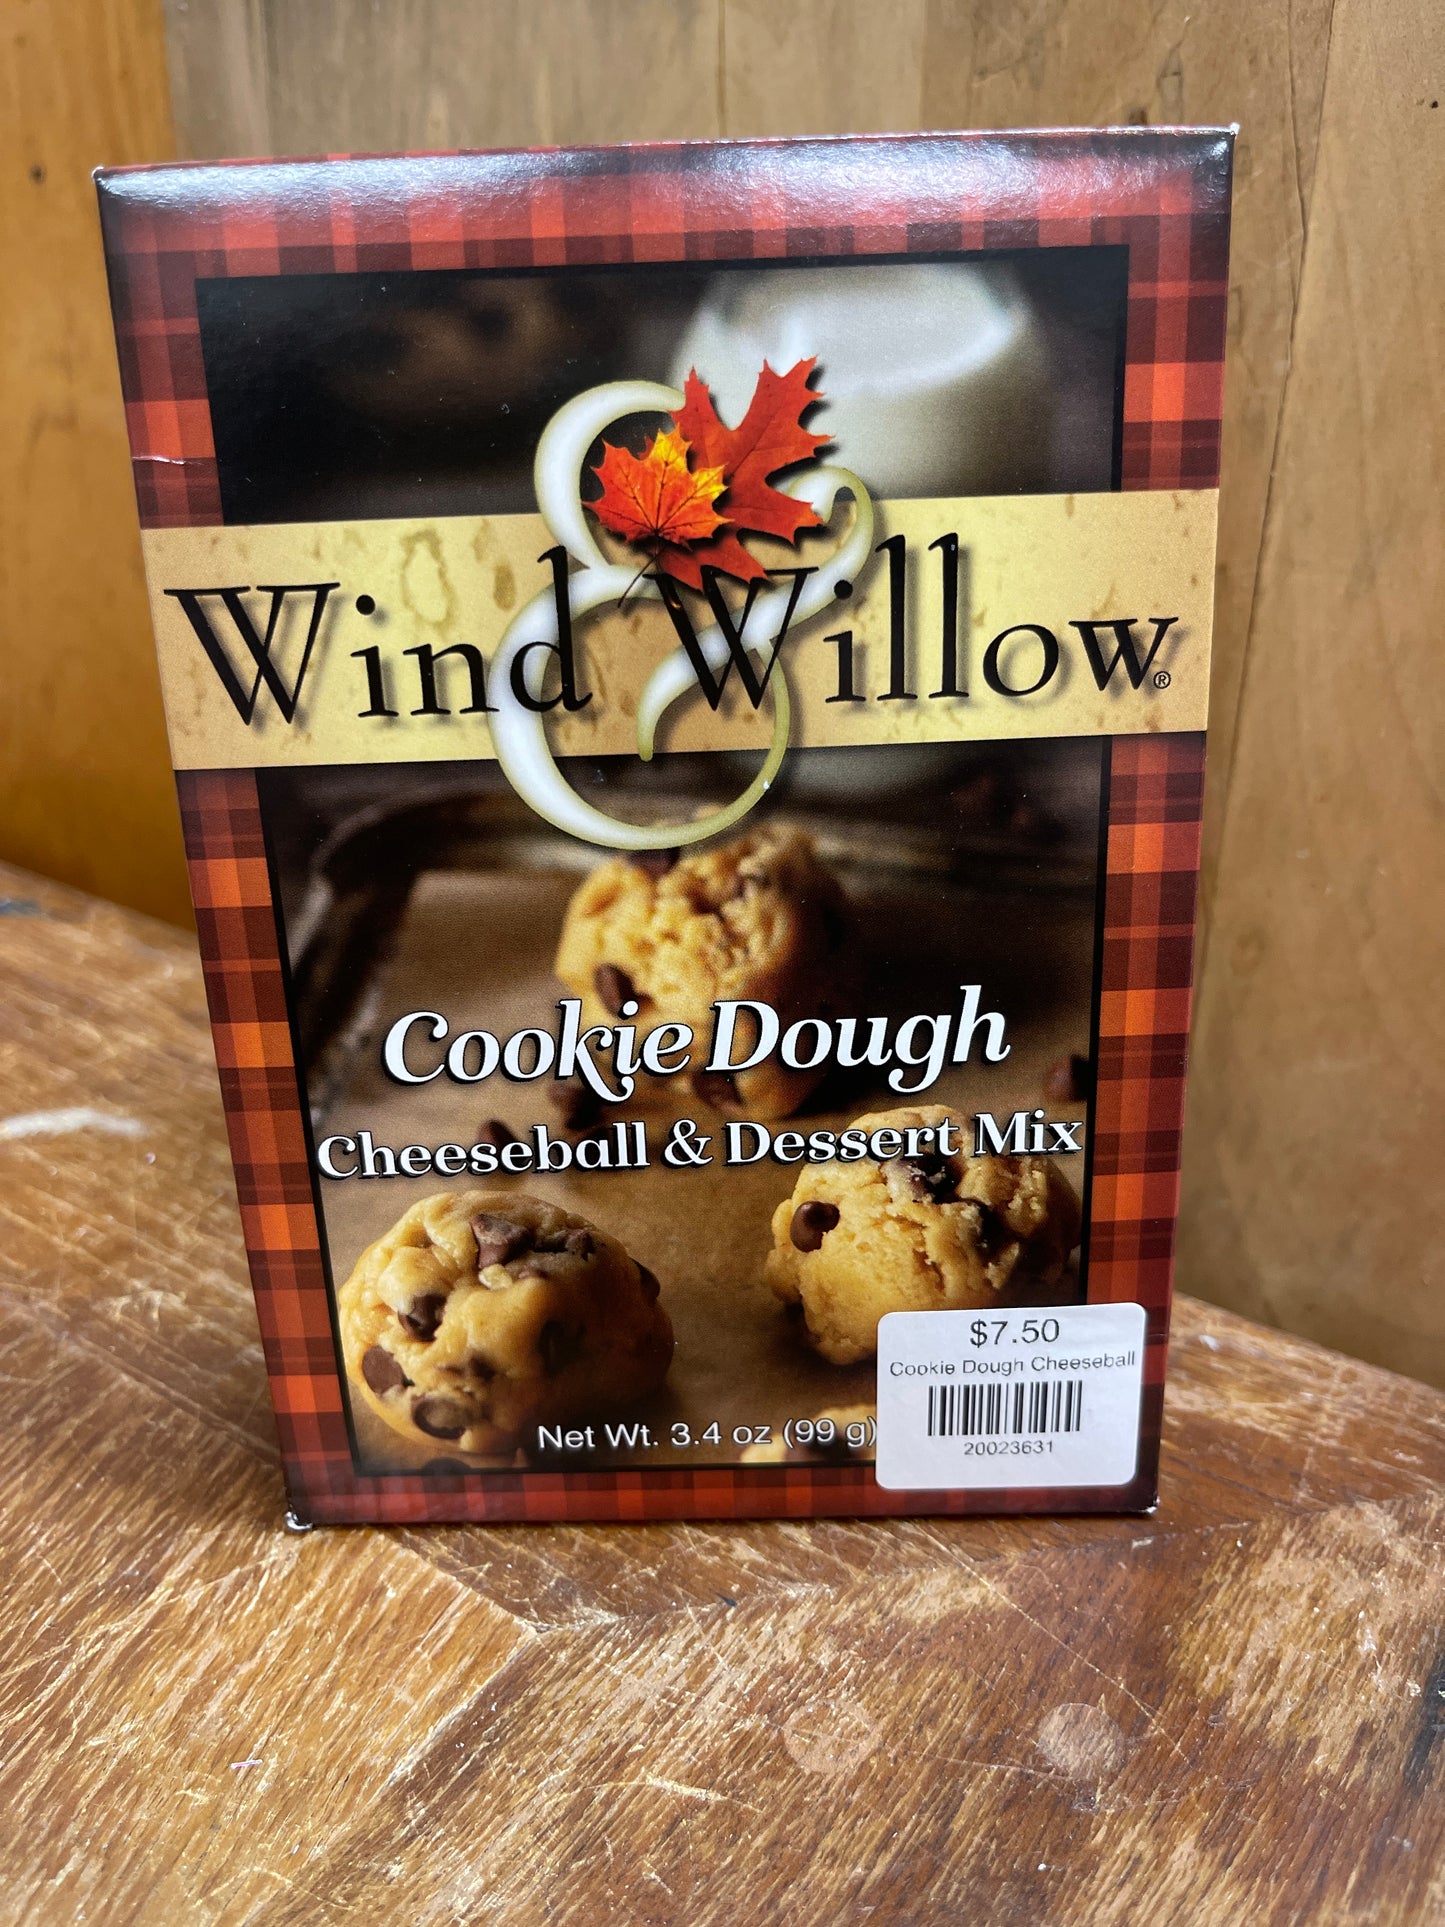 Wind & Willow®
Cookie Dough
Cheeseball & Dessert Mix
Net Wt. 3.4 oz (99 g)
$7.50
Cookie Dough Cheeseball
20023631